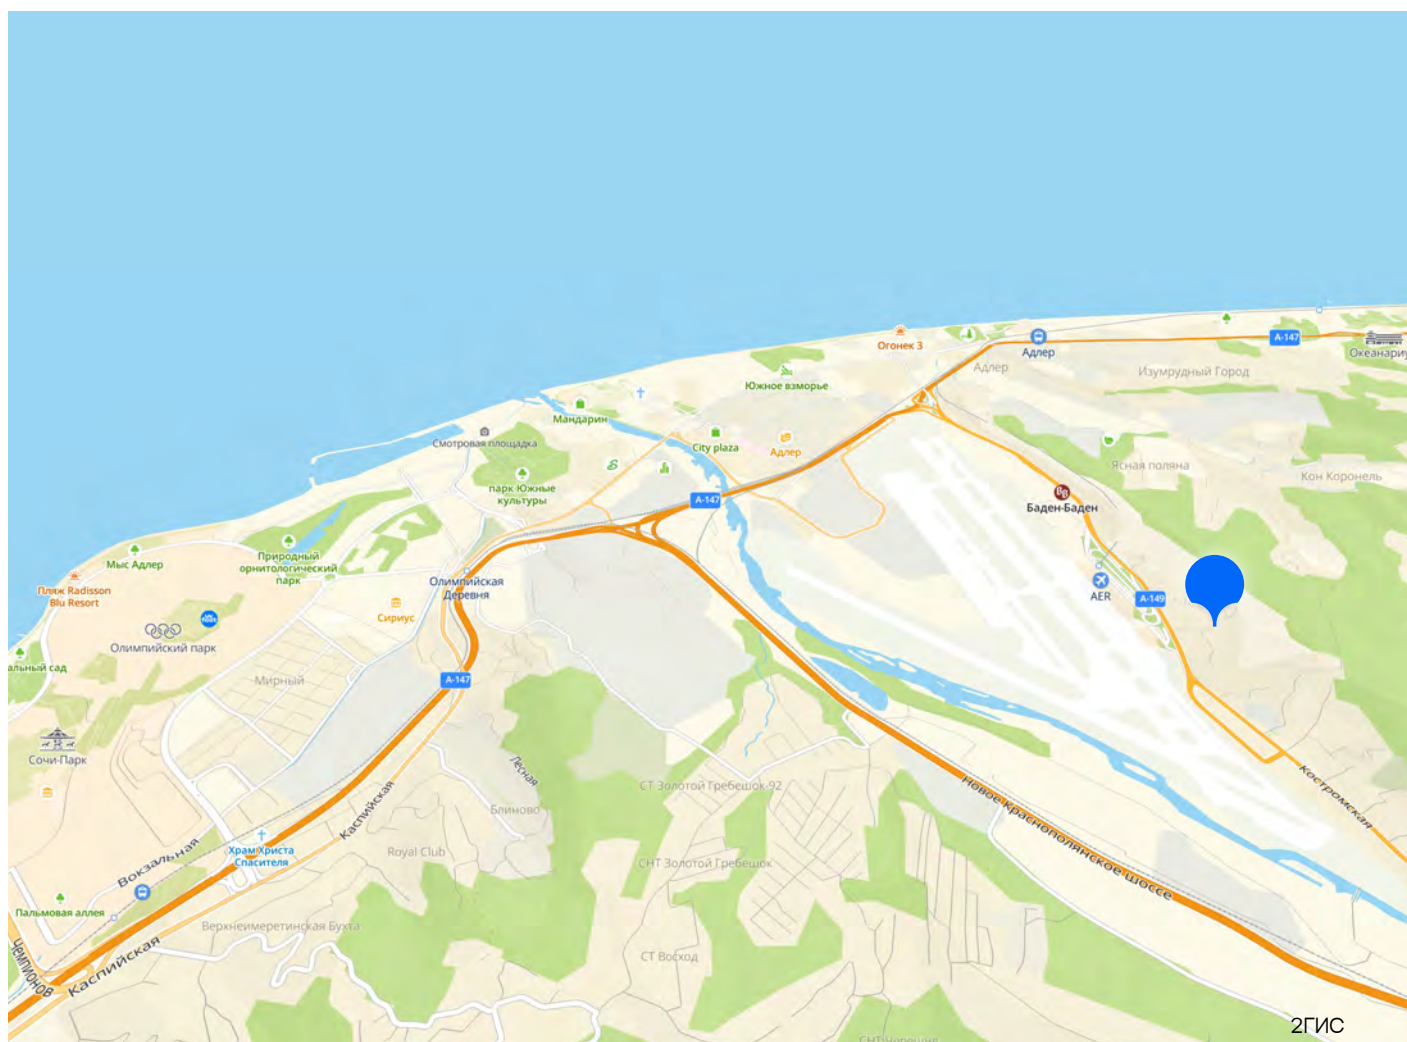 Огонек 3
Адлер
А-147
Океанариу
Адлер
Изумрудный Город
Южное взморье
Мандарин
Смотровая площадка
City plaza
Адлер
Ясная поляна
Кон Коронель
парк Южные
культуры
А-147
Баден-Баден
Мыс Адлер
Природный
орнитологический
парк
Пляж Radisson
Blu Resort
Олимпийская
Деревня
AER
А-149
Сириус
Олимпийский парк
альный сад
Мирный
А-147
Сочи-Парк
Лесная
СТ Золотой Гребешок-92
Блиново
Каспийская
Новое Краснополянское шоссе
Костромская
Храм Христа
Спасителя
Royal Club
Вокзальная
СНТ Золотой Гребешок
Пальмовая аллея
Верхнеимеретинская Бухта
Чемпионов
Каспийская
СТ Восход
2ГИС